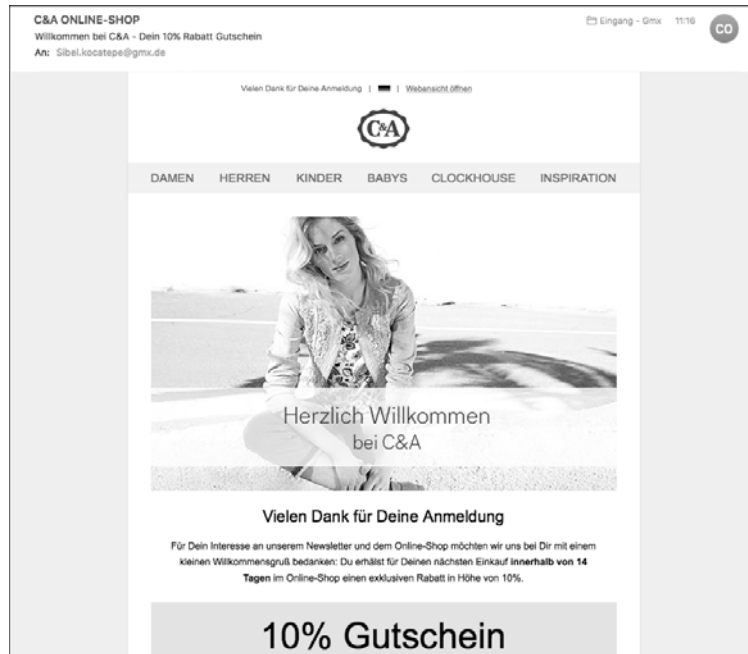 C&A ONLINE-SHOP
Eingang - Gmx 11:16
CO
Willkommen bei C&A - Dein 10% Rabatt Gutschein
An: Sibel.kocatepe@gmx.de
Vielen Dank für Deine Anmeldung | | Webansicht öffnen
C&A
DAMEN HERREN KINDER BABYS CLOCKHOUSE INSPIRATION
Herzlich Willkommen
bei C&A
Vielen Dank für Deine Anmeldung
Für Dein Interesse an unserem Newsletter und dem Online-Shop möchten wir uns bei Dir mit einem
kleinen Willkommensgruß bedanken: Du erhälst für Deinen nächsten Einkauf innerhalb von 14
Tagen im Online-Shop einen exklusiven Rabatt in Höhe von 10%.
10% Gutschein